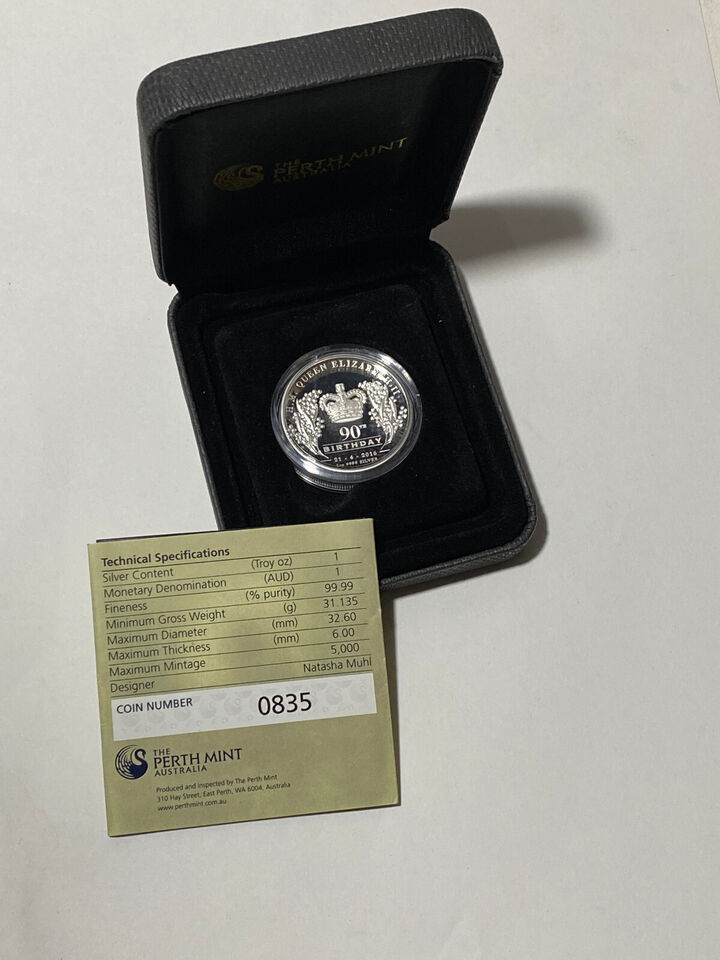 THE
PERTH MINT
AUSTRALIA
H.M. QUEEN ELIZABETH II
90TH
BIRTHDAY
21 - 4 - 2016
1oz 9999 SILVER
Technical Specifications
Silver Content (Troy oz) 1
Monetary Denomination (AUD) 1
Fineness (% purity) 99.99
Minimum Gross Weight (g) 31.135
Maximum Diameter (mm) 32.60
Maximum Thickness (mm) 6.00
Maximum Mintage 5,000
Designer Natasha Muhl
COIN NUMBER 0835
THE
PERTH MINT
AUSTRALIA
Produced and inspected by The Perth Mint
310 Hay Street, East Perth, WA 6004. Australia
www.perthmint.com.au